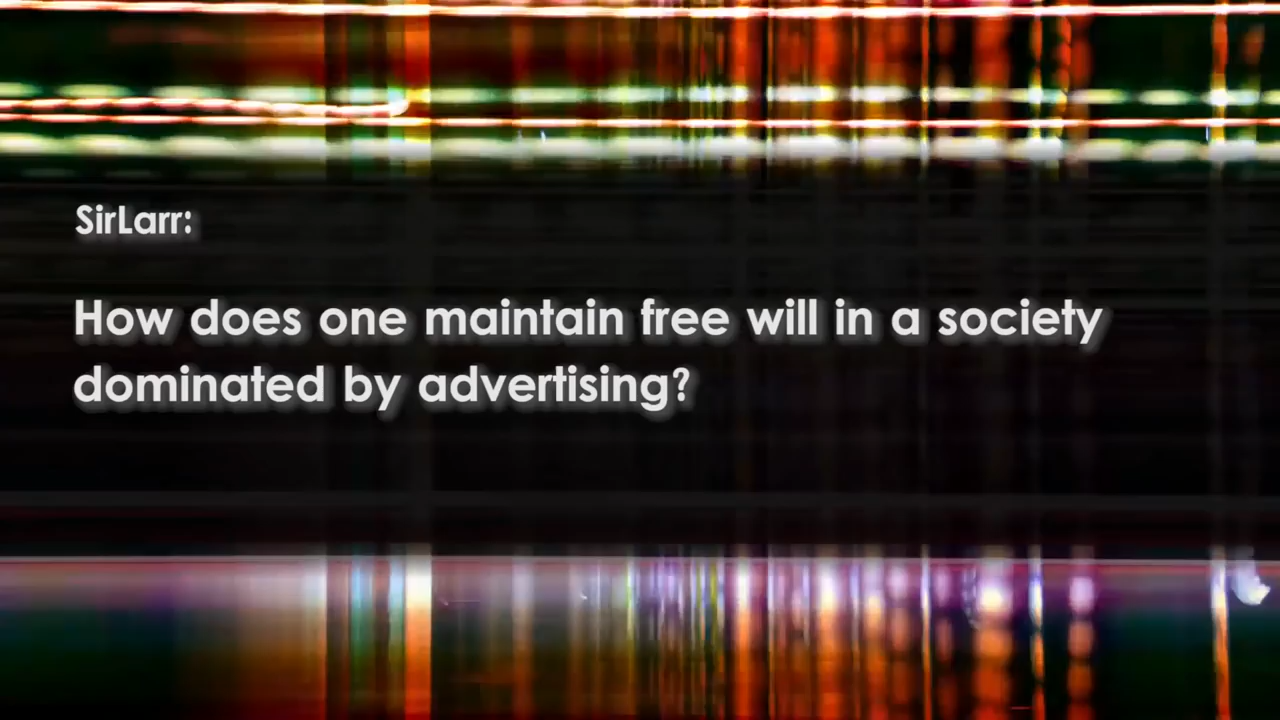 SirLarr:
How does one maintain free will in a society
dominated by advertising?